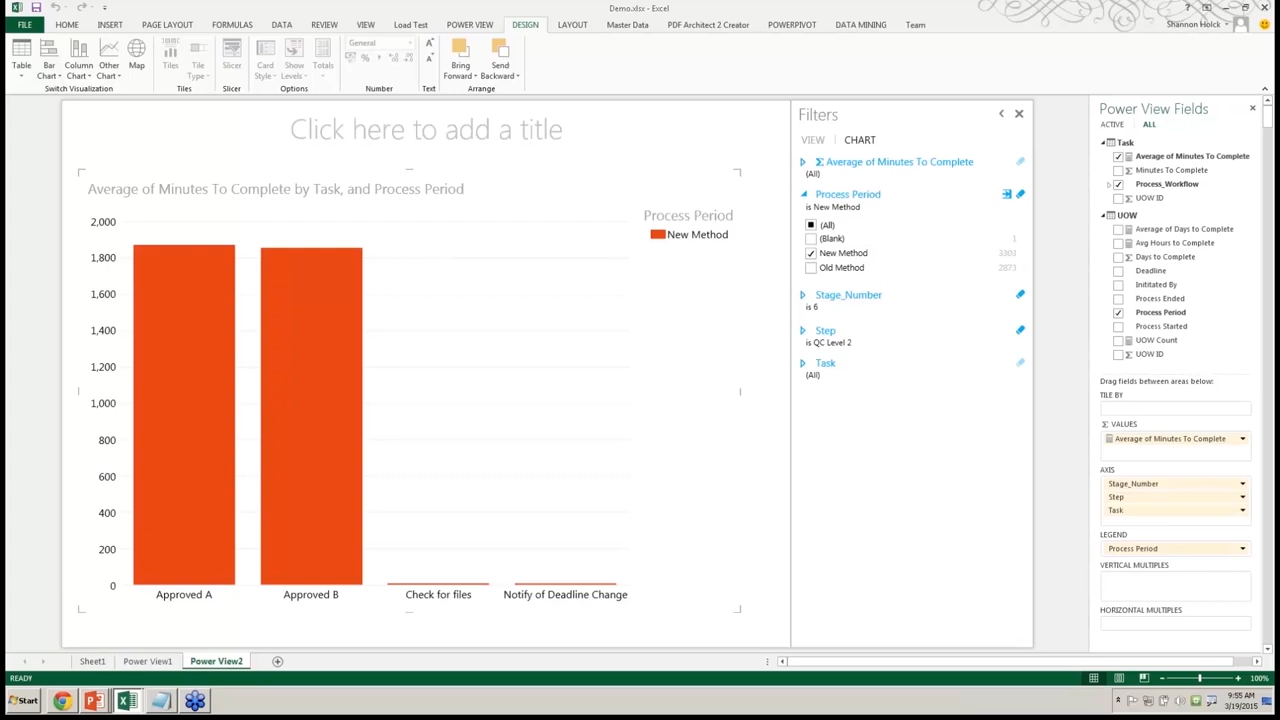 Demo.xlsx - Excel
FILE HOME INSERT PAGE LAYOUT FORMULAS DATA REVIEW VIEW Load Test POWER VIEW DESIGN LAYOUT Master Data PDF Architect 2 Creator POWERPIVOT DATA MINING Team Shannon Holck
Table Bar Chart Column Chart Other Chart Map Tiles Tile Type Slicer Card Style Show Levels Totals General % Bring Forward Send Backward
Switch Visualization Tiles Slicer Options Number Text Arrange
Click here to add a title
Average of Minutes To Complete by Task, and Process Period
2,000
1,800
1,600
1,400
1,200
1,000
800
600
400
200
0
Approved A Approved B Check for files Notify of Deadline Change
Process Period
New Method
Filters
VIEW CHART
Σ Average of Minutes To Complete
(All)
Process Period
is New Method
(All)
(Blank) 1
New Method 3303
Old Method 2873
Stage_Number
is 6
Step
is QC Level 2
Task
(All)
Power View Fields
ACTIVE ALL
Task
Average of Minutes To Complete
Σ Minutes To Complete
Process_Workflow
Σ UOW ID
UOW
Average of Days to Complete
Avg Hours to Complete
Σ Days to Complete
Deadline
Inititated By
Process Ended
Process Period
Process Started
UOW Count
Σ UOW ID
Drag fields between areas below:
TILE BY
Σ VALUES
Average of Minutes To Complete
AXIS
Stage_Number
Step
Task
LEGEND
Process Period
VERTICAL MULTIPLES
HORIZONTAL MULTIPLES
Sheet1 Power View1 Power View2
READY 100%
Start 9:55 AM
3/19/2015